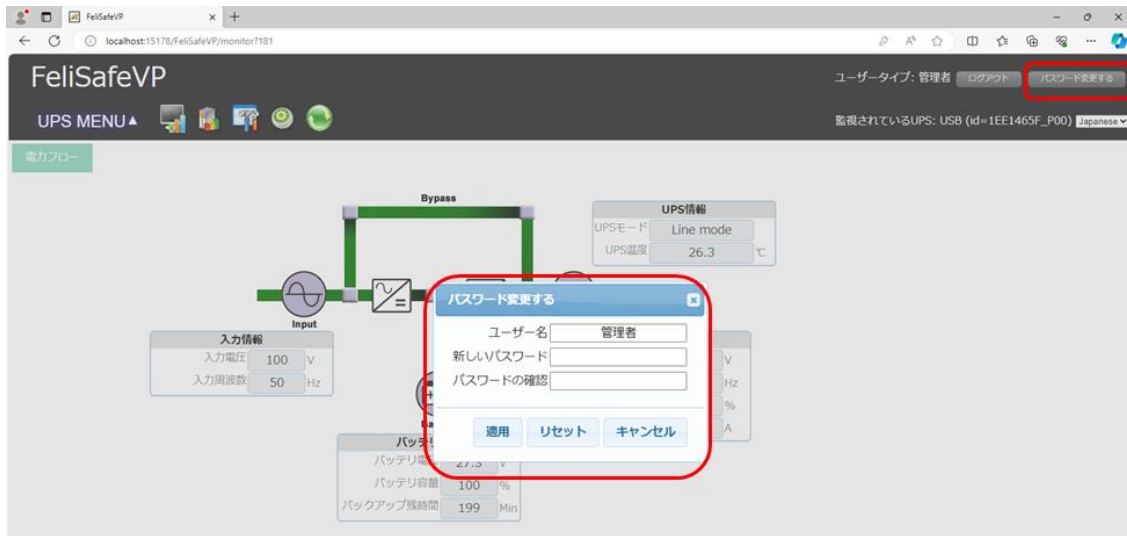 FeliSafeVP
localhost:15178/FeliSafeVP/monitor?181
FeliSafeVP
ユーザータイプ: 管理者 ログアウト パスワード変更する
UPS MENU▲
監視されているUPS: USB (id=1EE1465F_P00) Japanese
電力フロー
Bypass
UPS情報
UPSモード Line mode
UPS温度 26.3 ℃
Input
入力情報
入力電圧 100 V
入力周波数 50 Hz
パスワード変更する
ユーザー名 管理者
新しいパスワード
パスワードの確認
適用 リセット キャンセル
V
Hz
%
A
バッテリ電 27.3 V
バッテリ容量 100 %
バックアップ残時間 199 Min